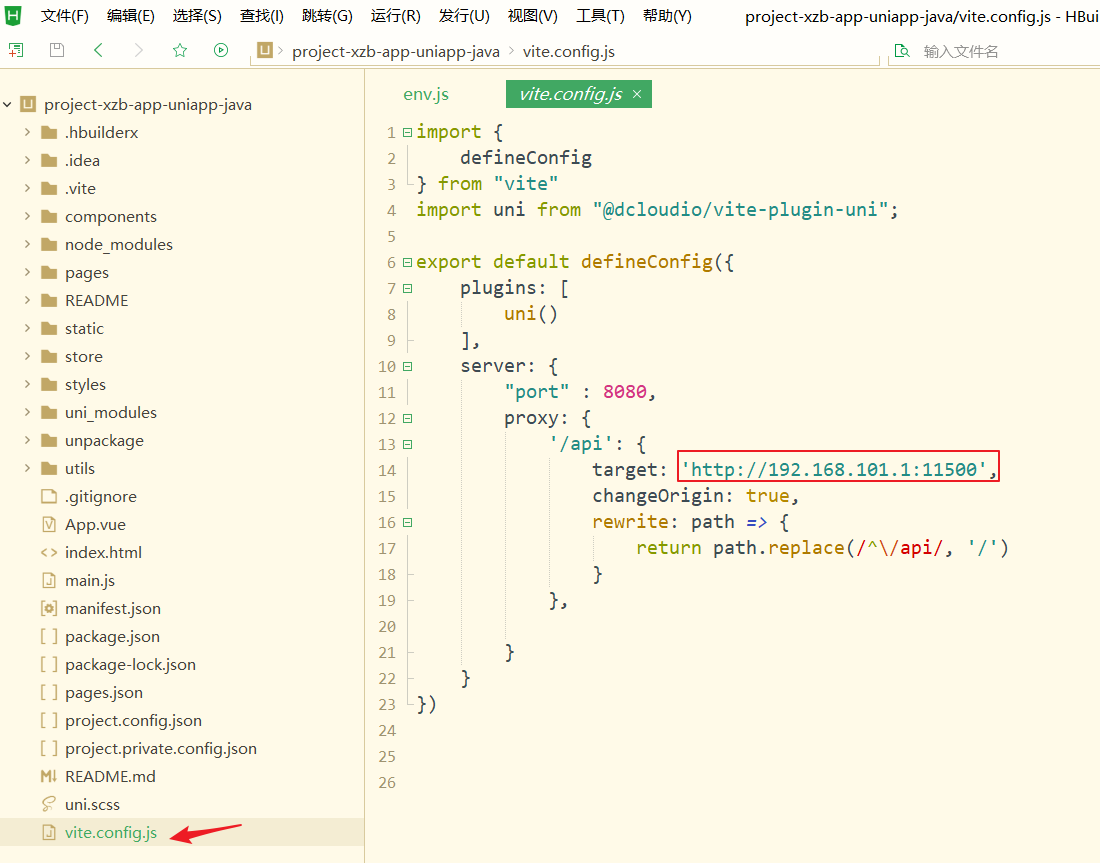 文件(F) 编辑(E) 选择(S) 查找(I) 跳转(G) 运行(R) 发行(U) 视图(V) 工具(T) 帮助(Y) project-xzb-app-uniapp-java/vite.config.js - HBui
U project-xzb-app-uniapp-java vite.config.js 输入文件名
project-xzb-app-uniapp-java
.hbuilderx
.idea
.vite
components
node_modules
pages
README
static
store
styles
uni_modules
unpackage
utils
.gitignore
App.vue
index.html
main.js
manifest.json
package.json
package-lock.json
pages.json
project.config.json
project.private.config.json
README.md
uni.scss
vite.config.js
env.js vite.config.js ×
1 import {
2 defineConfig
3 } from "vite"
4 import uni from "@dcloudio/vite-plugin-uni";
5
6 export default defineConfig({
7 plugins: [
8 uni()
9 ],
10 server: {
11 "port" : 8080,
12 proxy: {
13 '/api': {
14 target: 'http://192.168.101.1:11500',
15 changeOrigin: true,
16 rewrite: path => {
17 return path.replace(/^\/api/, '/')
18 }
19 },
20
21 }
22 }
23 })
24
25
26